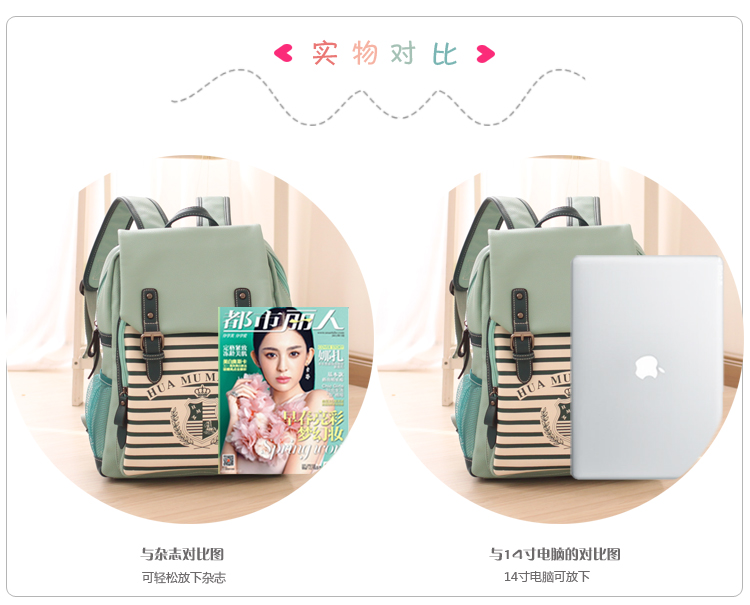 实物对比
都市丽人
娜扎
早春亮彩
梦幻妆
HUA MU M
HUA MU M
与杂志对比图
可轻松放下杂志
与14寸电脑的对比图
14寸电脑可放下